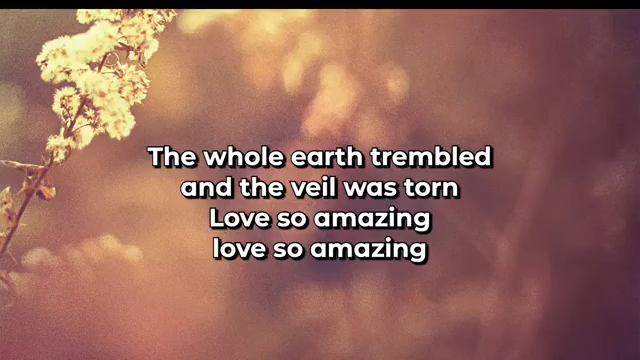 The whole earth trembled
and the veil was torn
Love so amazing
love so amazing